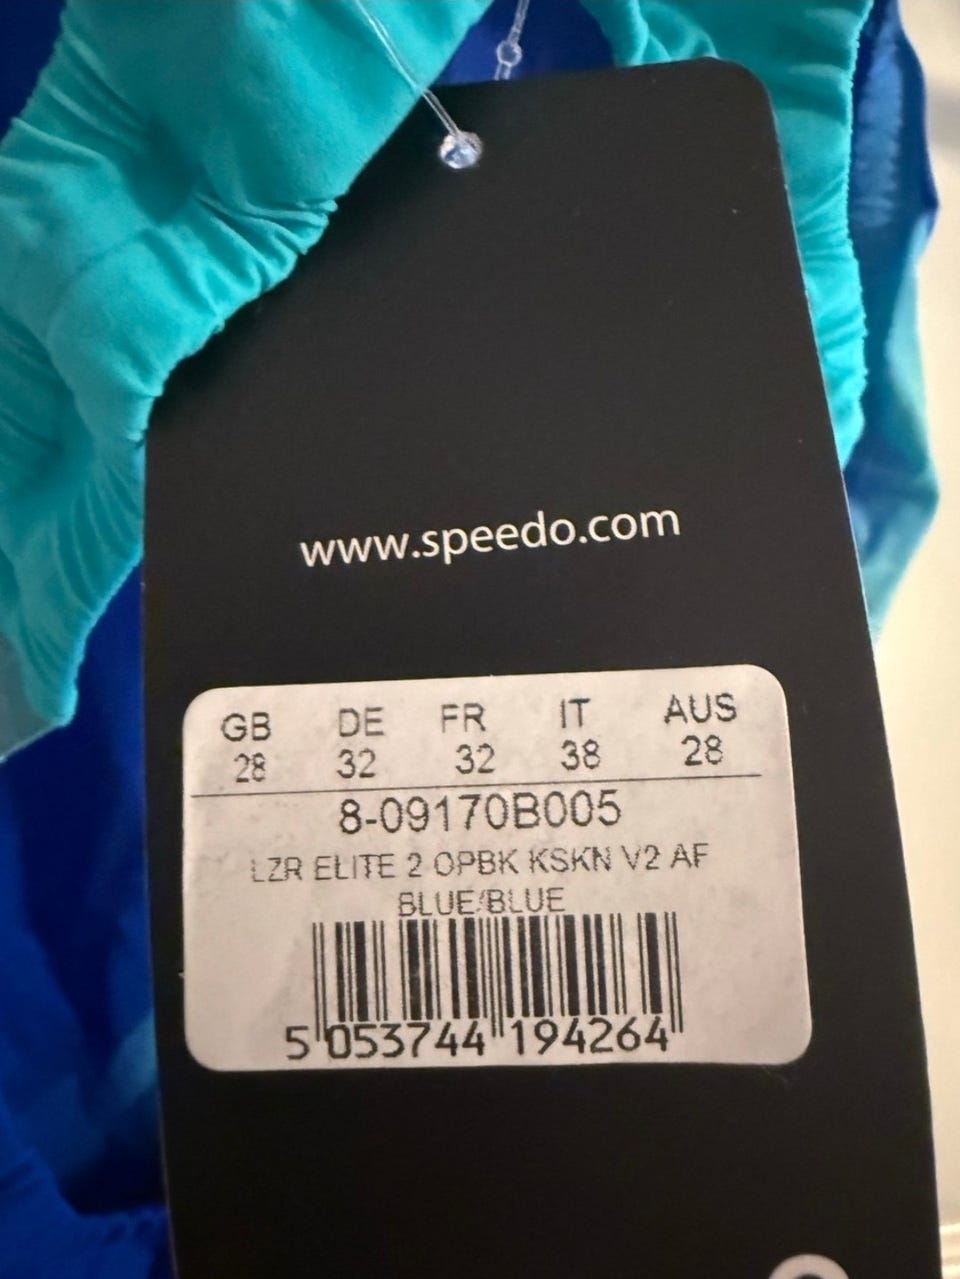 www.speedo.com
GB DE FR IT AUS
28 32 32 38 28
8-09170B005
LZR ELITE 2 OPBK KSKN V2 AF
BLUE/BLUE
5 053744 194264